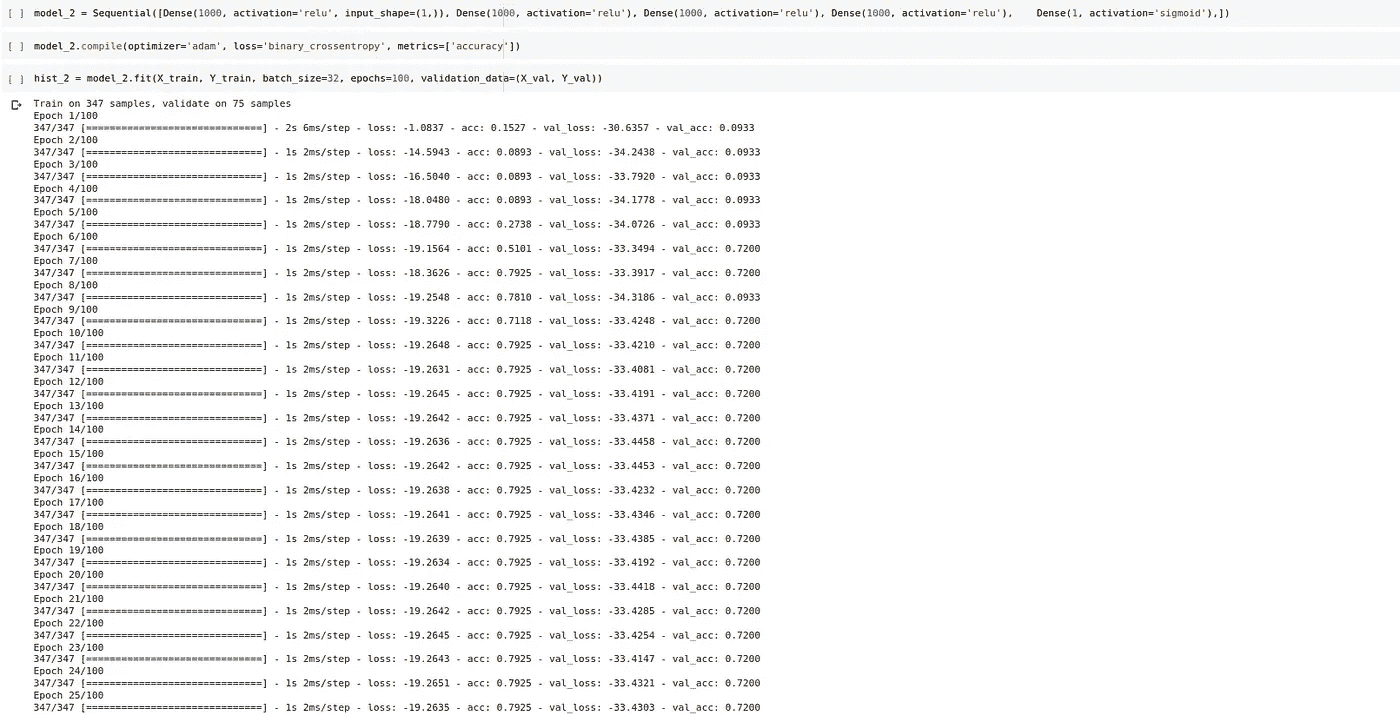 [ ] model_2 = Sequential([Dense(1000, activation='relu', input_shape=(1,)), Dense(1000, activation='relu'), Dense(1000, activation='relu'), Dense(1000, activation='relu'),    Dense(1, activation='sigmoid'),])
[ ] model_2.compile(optimizer='adam', loss='binary_crossentropy', metrics=['accuracy'])
[ ] hist_2 = model_2.fit(X_train, Y_train, batch_size=32, epochs=100, validation_data=(X_val, Y_val))
Train on 347 samples, validate on 75 samples
Epoch 1/100
347/347 [==============================] - 2s 6ms/step - loss: -1.0837 - acc: 0.1527 - val_loss: -30.6357 - val_acc: 0.0933
Epoch 2/100
347/347 [==============================] - 1s 2ms/step - loss: -14.5943 - acc: 0.0893 - val_loss: -34.2438 - val_acc: 0.0933
Epoch 3/100
347/347 [==============================] - 1s 2ms/step - loss: -16.5040 - acc: 0.0893 - val_loss: -33.7920 - val_acc: 0.0933
Epoch 4/100
347/347 [==============================] - 1s 2ms/step - loss: -18.0480 - acc: 0.0893 - val_loss: -34.1778 - val_acc: 0.0933
Epoch 5/100
347/347 [==============================] - 1s 2ms/step - loss: -18.7790 - acc: 0.2738 - val_loss: -34.0726 - val_acc: 0.0933
Epoch 6/100
347/347 [==============================] - 1s 2ms/step - loss: -19.1564 - acc: 0.5101 - val_loss: -33.3494 - val_acc: 0.7200
Epoch 7/100
347/347 [==============================] - 1s 2ms/step - loss: -18.3626 - acc: 0.7925 - val_loss: -33.3917 - val_acc: 0.7200
Epoch 8/100
347/347 [==============================] - 1s 2ms/step - loss: -19.2548 - acc: 0.7810 - val_loss: -34.3186 - val_acc: 0.0933
Epoch 9/100
347/347 [==============================] - 1s 2ms/step - loss: -19.3226 - acc: 0.7118 - val_loss: -33.4248 - val_acc: 0.7200
Epoch 10/100
347/347 [==============================] - 1s 2ms/step - loss: -19.2648 - acc: 0.7925 - val_loss: -33.4210 - val_acc: 0.7200
Epoch 11/100
347/347 [==============================] - 1s 2ms/step - loss: -19.2631 - acc: 0.7925 - val_loss: -33.4081 - val_acc: 0.7200
Epoch 12/100
347/347 [==============================] - 1s 2ms/step - loss: -19.2645 - acc: 0.7925 - val_loss: -33.4191 - val_acc: 0.7200
Epoch 13/100
347/347 [==============================] - 1s 2ms/step - loss: -19.2642 - acc: 0.7925 - val_loss: -33.4371 - val_acc: 0.7200
Epoch 14/100
347/347 [==============================] - 1s 2ms/step - loss: -19.2636 - acc: 0.7925 - val_loss: -33.4458 - val_acc: 0.7200
Epoch 15/100
347/347 [==============================] - 1s 2ms/step - loss: -19.2642 - acc: 0.7925 - val_loss: -33.4453 - val_acc: 0.7200
Epoch 16/100
347/347 [==============================] - 1s 2ms/step - loss: -19.2638 - acc: 0.7925 - val_loss: -33.4232 - val_acc: 0.7200
Epoch 17/100
347/347 [==============================] - 1s 2ms/step - loss: -19.2641 - acc: 0.7925 - val_loss: -33.4346 - val_acc: 0.7200
Epoch 18/100
347/347 [==============================] - 1s 2ms/step - loss: -19.2639 - acc: 0.7925 - val_loss: -33.4385 - val_acc: 0.7200
Epoch 19/100
347/347 [==============================] - 1s 2ms/step - loss: -19.2634 - acc: 0.7925 - val_loss: -33.4192 - val_acc: 0.7200
Epoch 20/100
347/347 [==============================] - 1s 2ms/step - loss: -19.2640 - acc: 0.7925 - val_loss: -33.4418 - val_acc: 0.7200
Epoch 21/100
347/347 [==============================] - 1s 2ms/step - loss: -19.2642 - acc: 0.7925 - val_loss: -33.4285 - val_acc: 0.7200
Epoch 22/100
347/347 [==============================] - 1s 2ms/step - loss: -19.2645 - acc: 0.7925 - val_loss: -33.4254 - val_acc: 0.7200
Epoch 23/100
347/347 [==============================] - 1s 2ms/step - loss: -19.2643 - acc: 0.7925 - val_loss: -33.4147 - val_acc: 0.7200
Epoch 24/100
347/347 [==============================] - 1s 2ms/step - loss: -19.2651 - acc: 0.7925 - val_loss: -33.4321 - val_acc: 0.7200
Epoch 25/100
347/347 [==============================] - 1s 2ms/step - loss: -19.2635 - acc: 0.7925 - val_loss: -33.4303 - val_acc: 0.7200